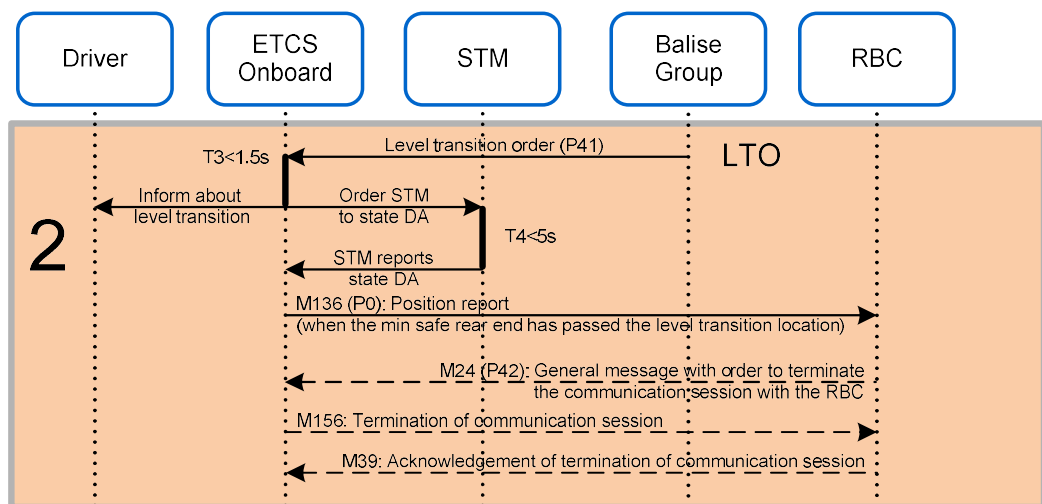 Driver
ETCS
Onboard
STM
Balise
Group
RBC
Level transition order (P41)
LTO
T3<1.5s
Inform about
level transition
Order STM
to state DA
2
T4<5s
STM reports
state DA
M136 (P0): Position report
(when the min safe rear end has passed the level transition location)
M24 (P42): General message with order to terminate
the communication session with the RBC
M156: Termination of communication session
M39: Acknowledgement of termination of communication session